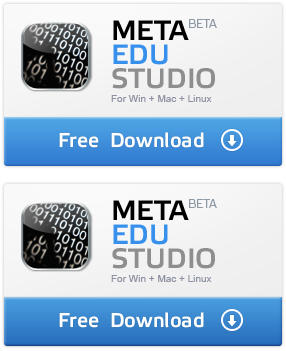 META BETA
EDU
STUDIO
For Win + Mac + Linux
Free Download
META BETA
EDU
STUDIO
For Win + Mac + Linux
Free Download